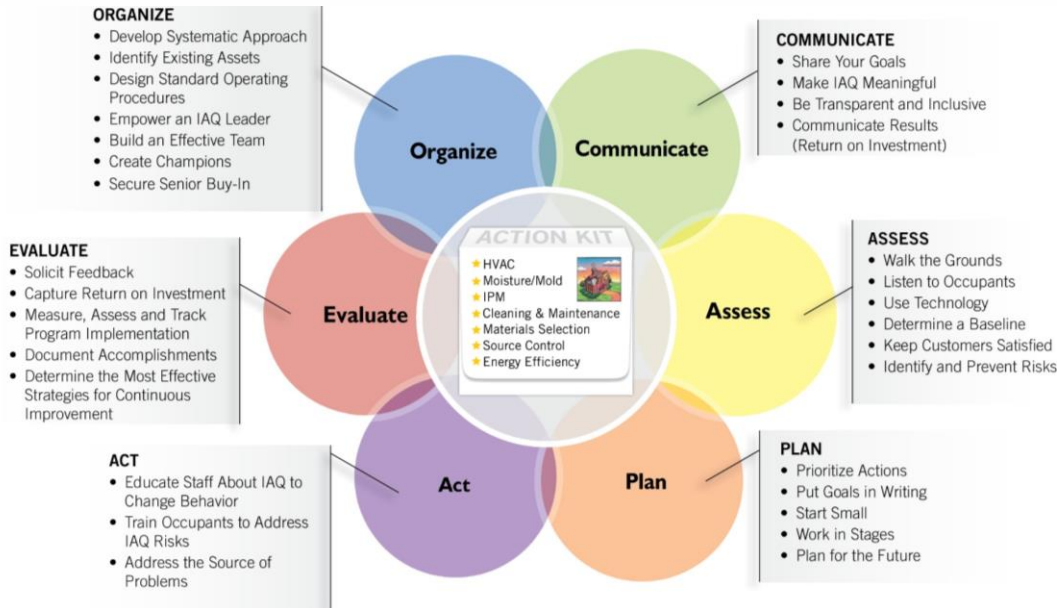 ORGANIZE
• Develop Systematic Approach
• Identify Existing Assets
• Design Standard Operating
Procedures
• Empower an IAQ Leader
• Build an Effective Team
• Create Champions
• Secure Senior Buy-In
COMMUNICATE
• Share Your Goals
• Make IAQ Meaningful
• Be Transparent and Inclusive
• Communicate Results
(Return on Investment)
Organize
Communicate
EVALUATE
• Solicit Feedback
• Capture Return on Investment
• Measure, Assess and Track
Program Implementation
• Document Accomplishments
• Determine the Most Effective
Strategies for Continuous
Improvement
Evaluate
ACTION KIT
HVAC
Moisture/Mold
IPM
Cleaning & Maintenance
Materials Selection
Source Control
Energy Efficiency
Assess
ASSESS
• Walk the Grounds
• Listen to Occupants
• Use Technology
• Determine a Baseline
• Keep Customers Satisfied
• Identify and Prevent Risks
ACT
• Educate Staff About IAQ to
Change Behavior
• Train Occupants to Address
IAQ Risks
• Address the Source of
Problems
Act
Plan
PLAN
• Prioritize Actions
• Put Goals in Writing
• Start Small
• Work in Stages
• Plan for the Future